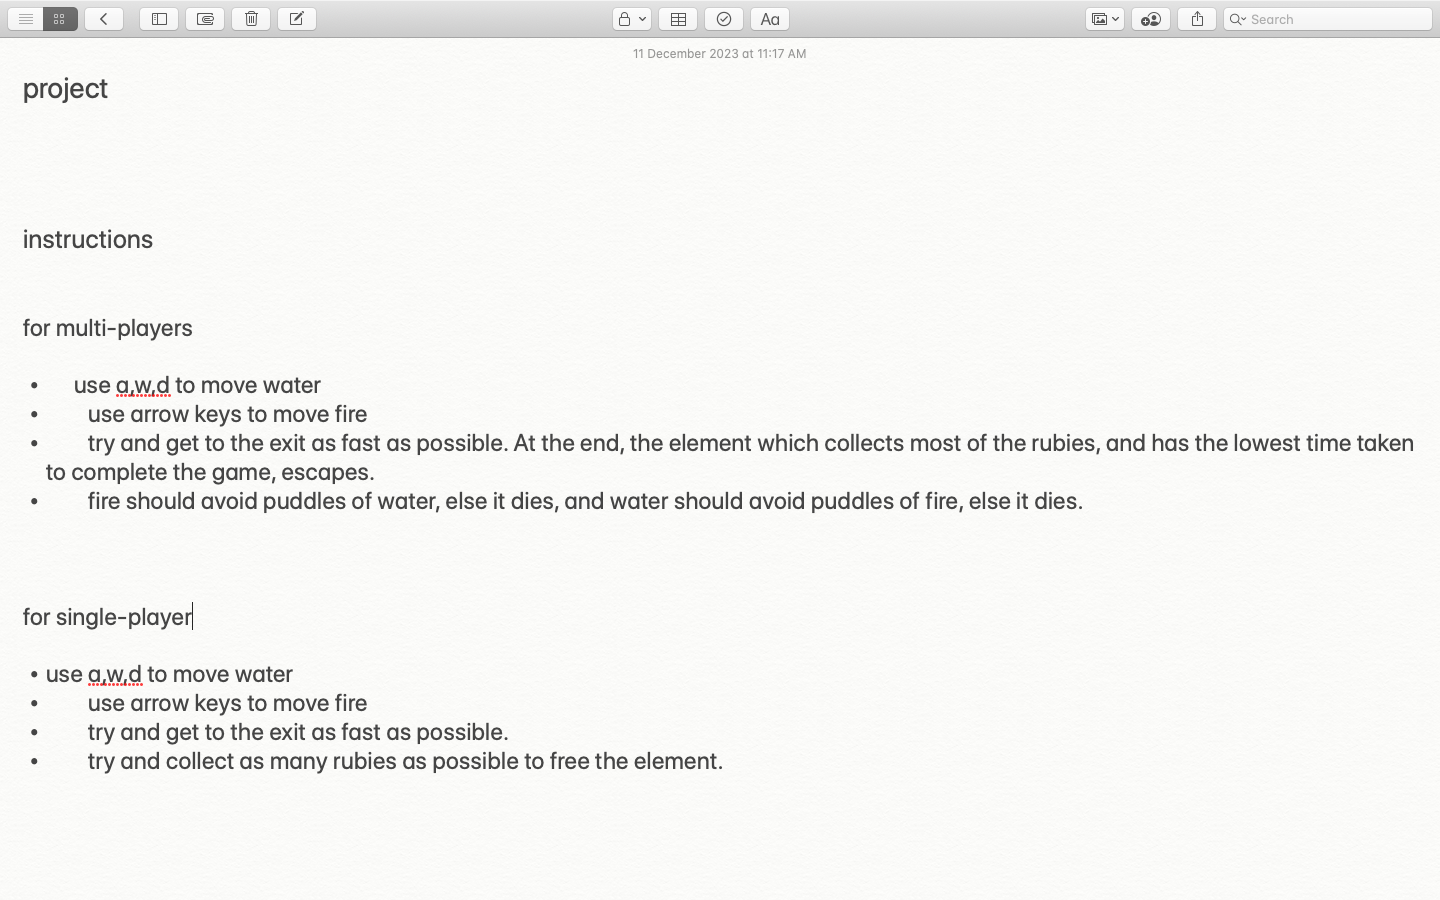 Aa
Search
11 December 2023 at 11:17 AM
project
instructions
for multi-players
• use a,w,d to move water
• use arrow keys to move fire
• try and get to the exit as fast as possible. At the end, the element which collects most of the rubies, and has the lowest time taken
to complete the game, escapes.
• fire should avoid puddles of water, else it dies, and water should avoid puddles of fire, else it dies.
for single-player
• use a,w,d to move water
• use arrow keys to move fire
• try and get to the exit as fast as possible.
• try and collect as many rubies as possible to free the element.